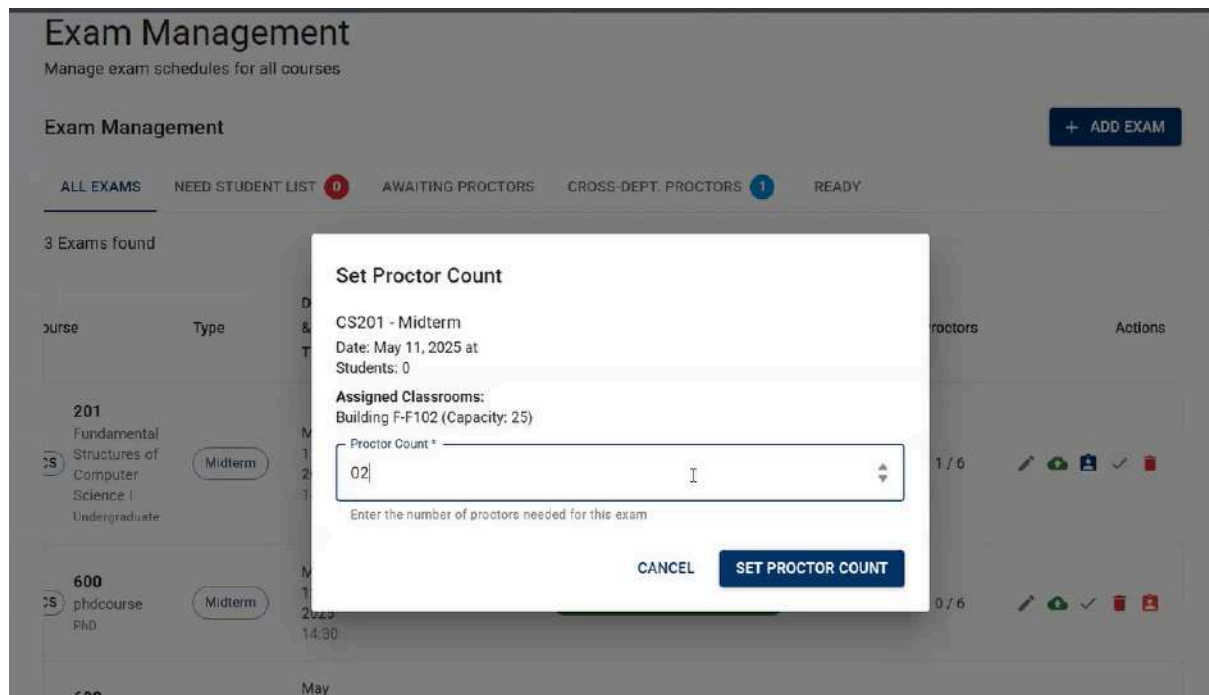 Exam Management
Manage exam schedules for all courses
Exam Management
+ ADD EXAM
ALL EXAMS NEED STUDENT LIST 0 AWAITING PROCTORS CROSS-DEPT. PROCTORS 1 READY
3 Exams found
Set Proctor Count
CS201 - Midterm
Date: May 11, 2025 at
Students: 0
Assigned Classrooms:
Building F-F102 (Capacity: 25)
Proctor Count *
02
Enter the number of proctors needed for this exam
CANCEL SET PROCTOR COUNT
ourse Type D roctors Actions
&
T
201
Fundamental
Structures of
CS Midterm 1 / 6
Computer
Science I
Undergraduate
600
CS phdcourse Midterm 0 / 6
PhD
2025
14:30
May